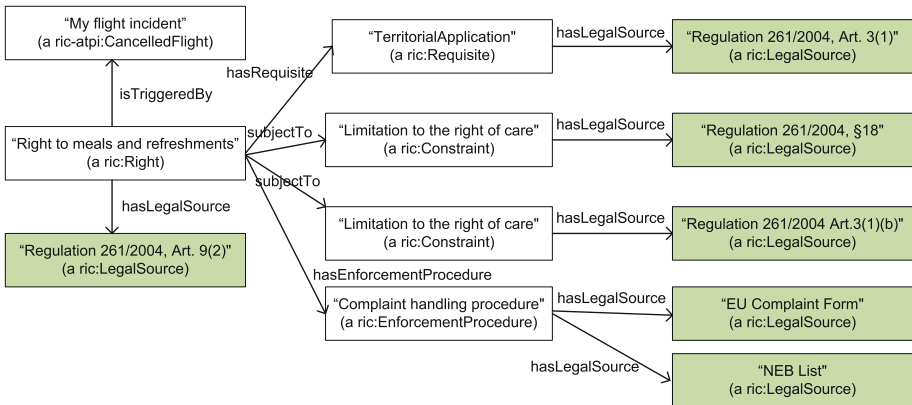 “My flight incident”
(a ric-atpi:CancelledFlight)
isTriggeredBy
“Right to meals and refreshments”
(a ric:Right)
hasLegalSource
“Regulation 261/2004, Art. 9(2)"
(a ric:LegalSource)
hasRequisite
subjectTo
subjectTo
hasEnforcementProcedure
“TerritorialApplication"
(a ric:Requisite)
hasLegalSource
“Regulation 261/2004, Art. 3(1)"
(a ric:LegalSource)
“Limitation to the right of care"
(a ric:Constraint)
hasLegalSource
“Regulation 261/2004, §18”
(a ric:LegalSource)
“Limitation to the right of care"
(a ric:Constraint)
hasLegalSource
“Regulation 261/2004 Art.3(1)(b)"
(a ric:LegalSource)
“Complaint handling procedure"
(a ric:EnforcementProcedure)
hasLegalSource
“EU Complaint Form"
(a ric:LegalSource)
hasLegalSource
“NEB List"
(a ric:LegalSource)